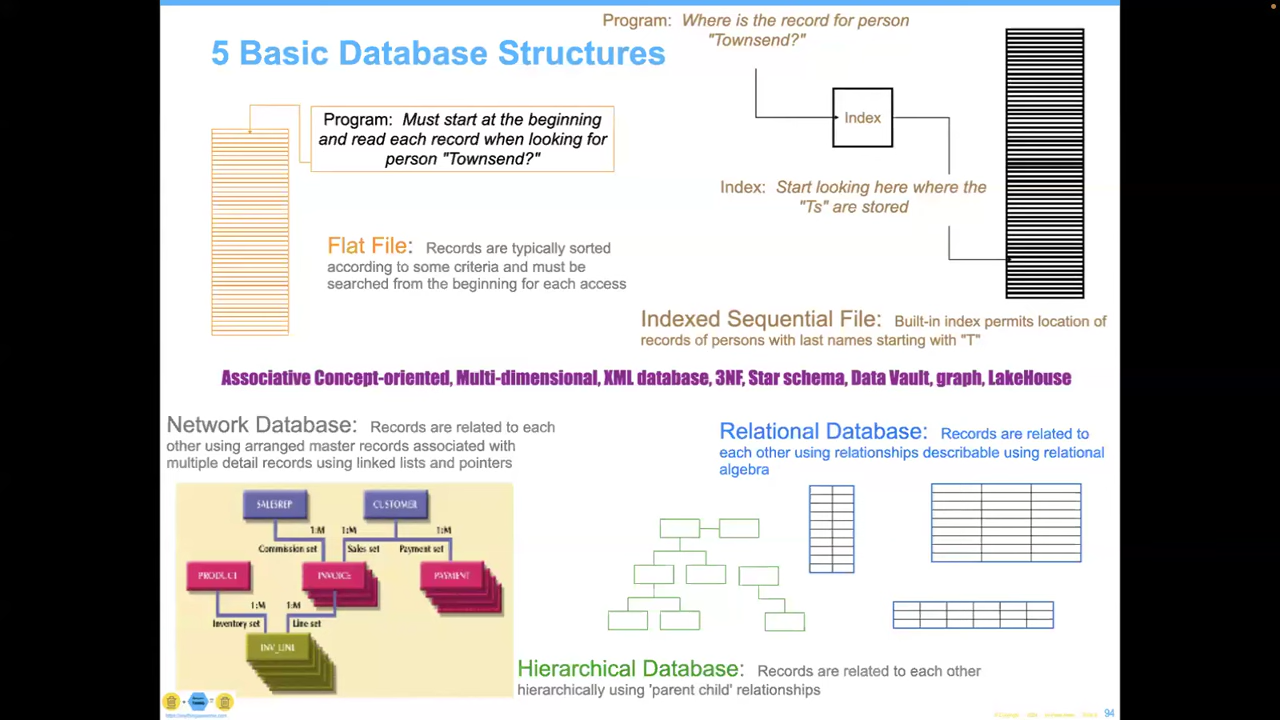 Program: Where is the record for person
"Townsend?"
5 Basic Database Structures
Program: Must start at the beginning
and read each record when looking for
person "Townsend?"
Index
Index: Start looking here where the
"Ts" are stored
Flat File: Records are typically sorted
according to some criteria and must be
searched from the beginning for each access
Indexed Sequential File: Built-in index permits location of
records of persons with last names starting with "T"
Associative Concept-oriented, Multi-dimensional, XML database, 3NF, Star schema, Data Vault, graph, LakeHouse
Network Database: Records are related to each
other using arranged master records associated with
multiple detail records using linked lists and pointers
Relational Database: Records are related to
each other using relationships describable using relational
algebra
SALESREP
CUSTOMER
1:M
1:M
1:M
Commission set
Sales set
Payment set
PRODUCT
INVOICE
PAYMENT
1:M
1:M
Inventory set
Line set
INV_LINE
Hierarchical Database: Records are related to each other
hierarchically using 'parent child' relationships
94